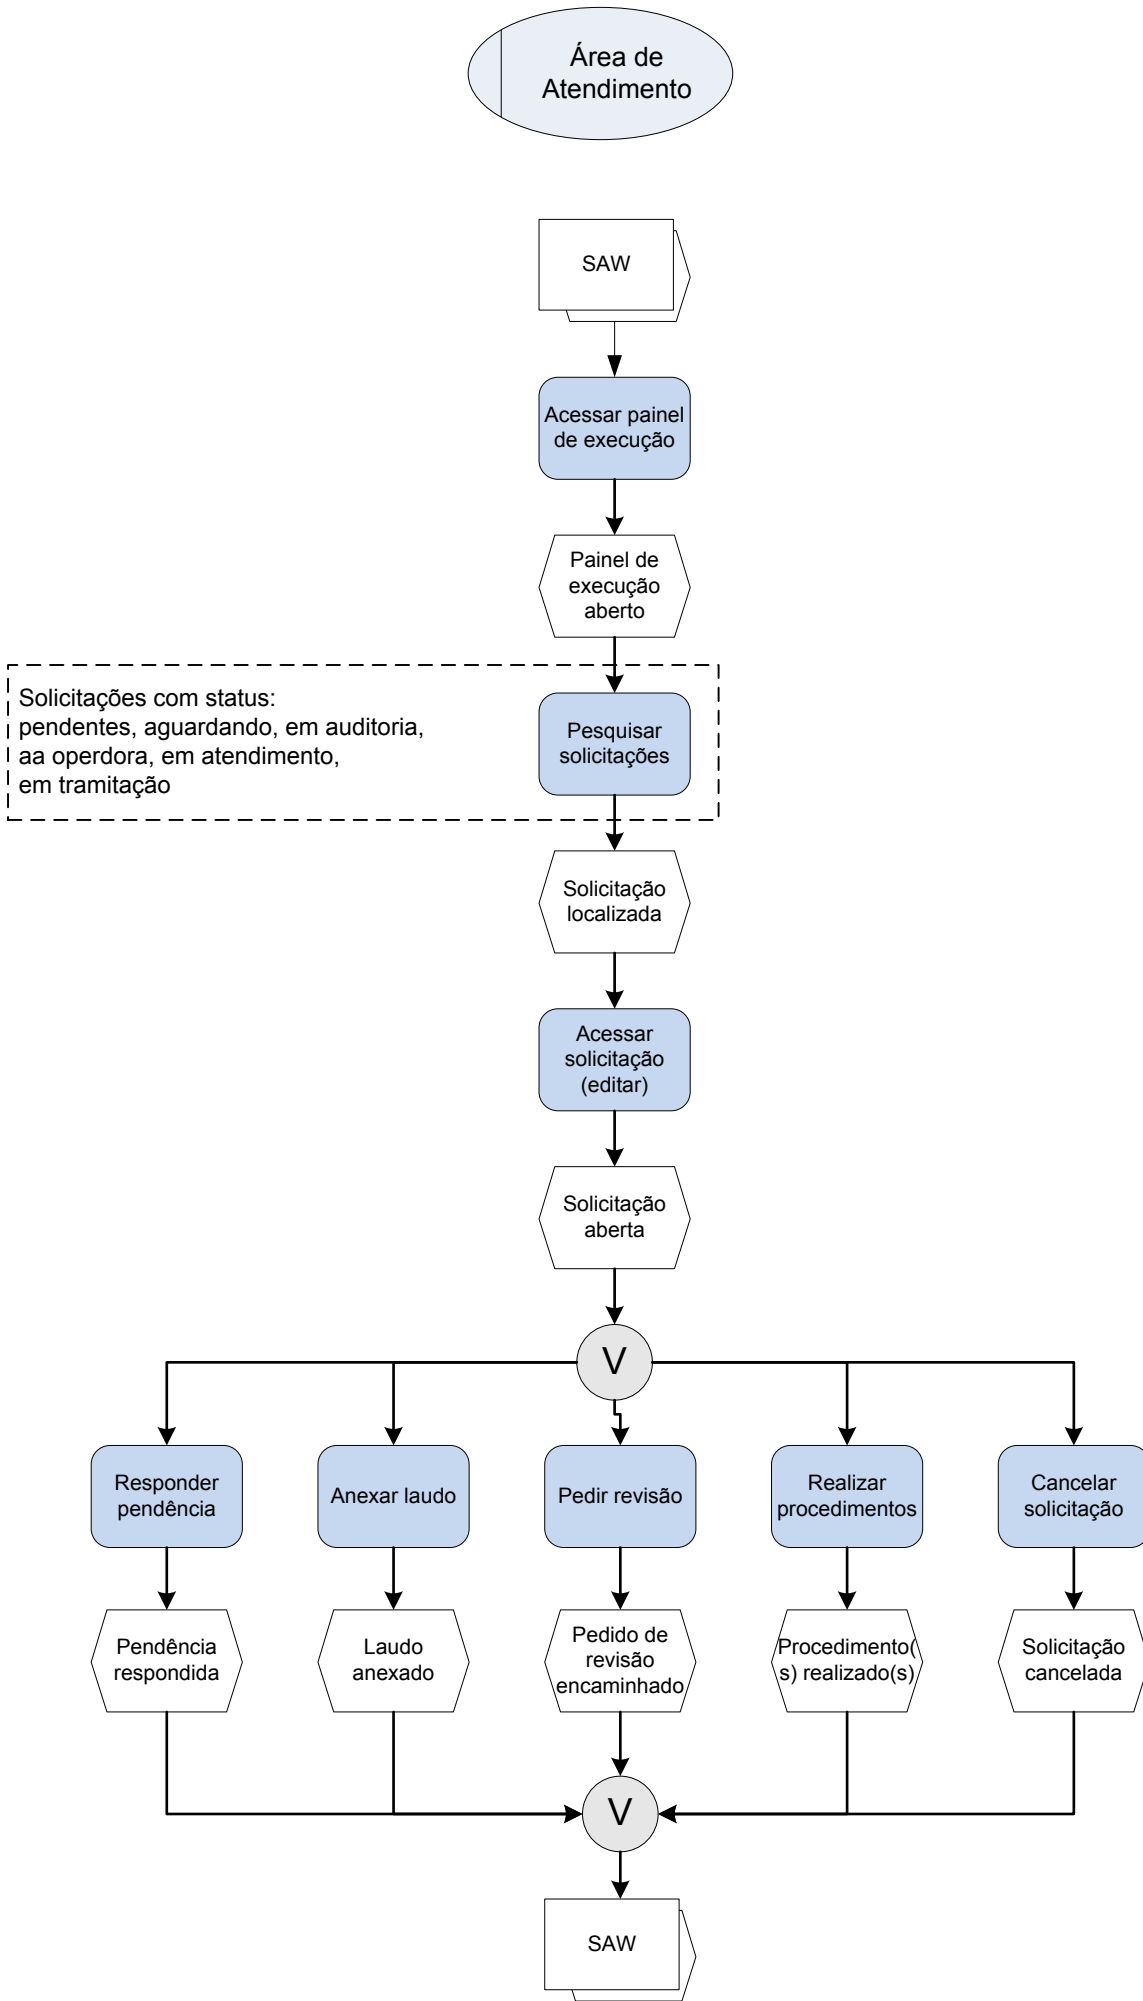 Área de
Atendimento
SAW
Acessar painel
de execução
Painel de
execução
aberto
Solicitações com status:
pendentes, aguardando, em auditoria,
aa operdora, em atendimento,
em tramitação
Pesquisar
solicitações
Solicitação
localizada
Acessar
solicitação
(editar)
Solicitação
aberta
V
Responder
pendência
Anexar laudo
Pedir revisão
Realizar
procedimentos
Cancelar
solicitação
Pendência
respondida
Laudo
anexado
Pedido de
revisão
encaminhado
Procedimento(
s) realizado(s)
Solicitação
cancelada
V
SAW